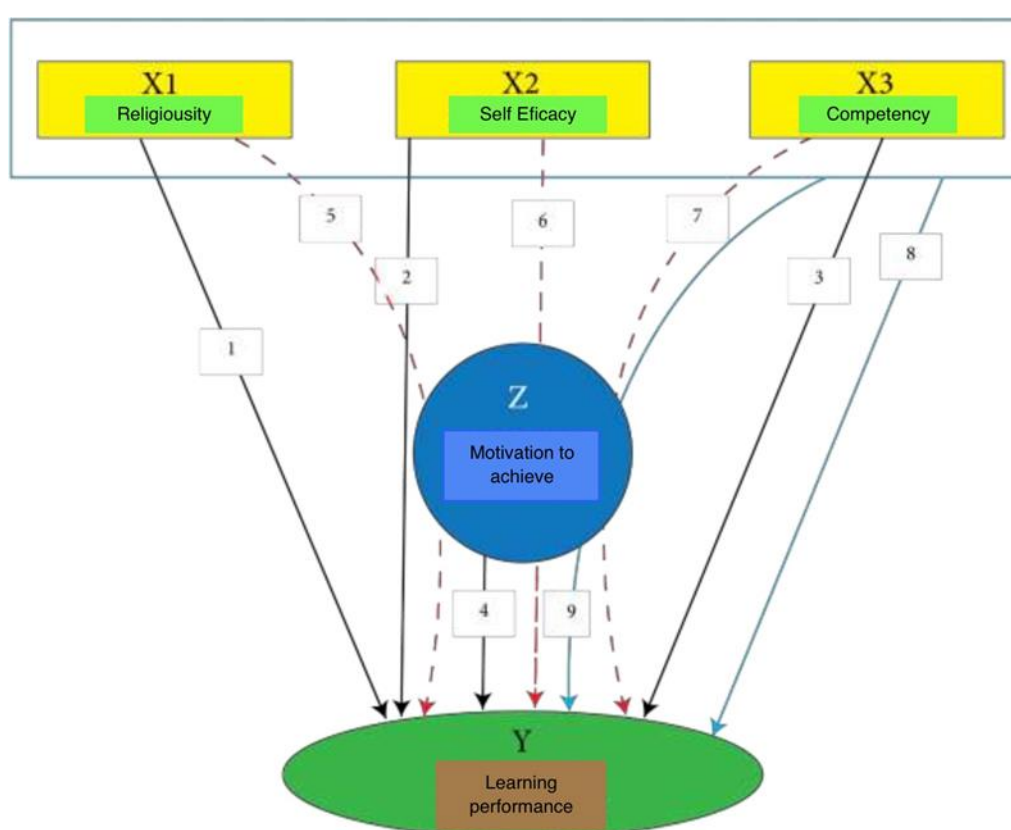 X1
Religiousity
X2
Self Eficacy
X3
Competency
5
6
7
2
8
3
1
Z
Motivation to
achieve
4
9
Y
Learning
performance